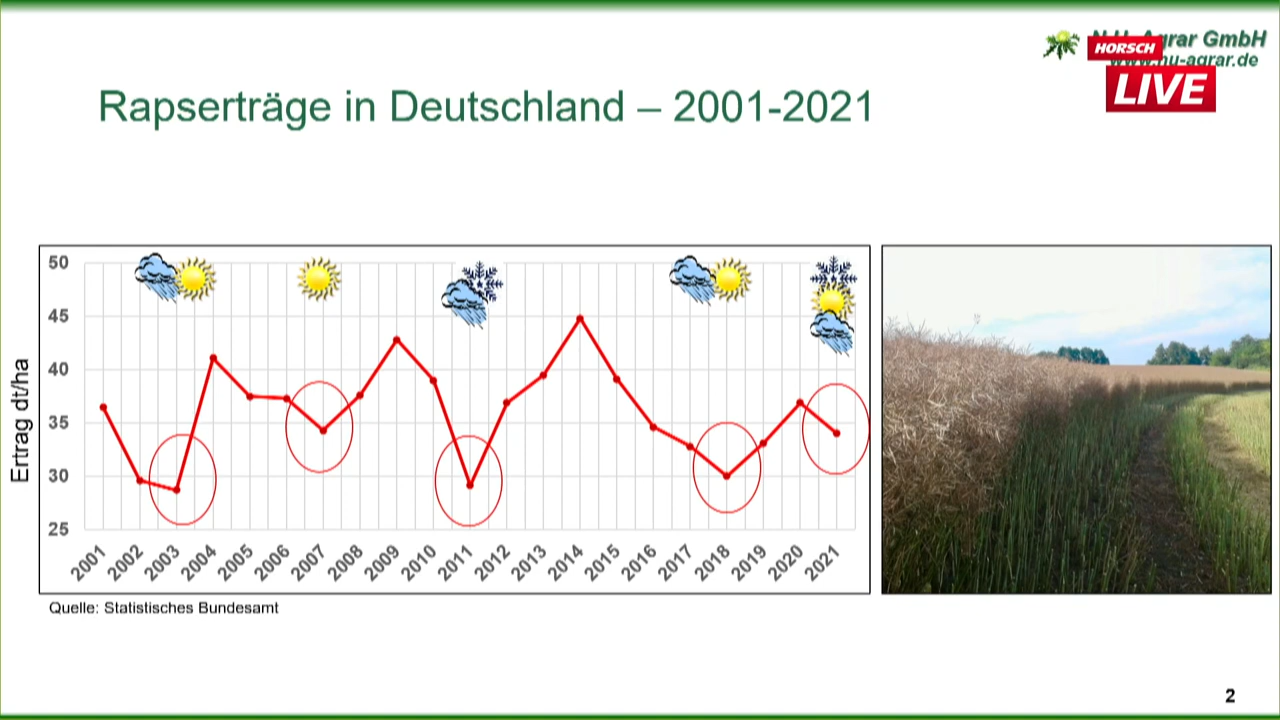 Agrar GmbH
HORSCH
www.nu-agrar.de
LIVE
Rapserträge in Deutschland – 2001-2021
50
45
40
35
30
25
Ertrag dt/ha
2001 2002 2003 2004 2005 2006 2007 2008 2009 2010 2011 2012 2013 2014 2015 2016 2017 2018 2019 2020 2021
Quelle: Statistisches Bundesamt
2